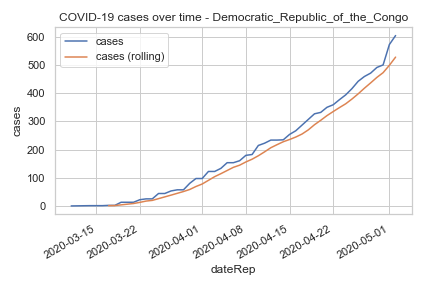 COVID-19 cases over time - Democratic_Republic_of_the_Congo
cases
cases (rolling)
600
500
400
300
200
100
0
cases
2020-03-15
2020-03-22
2020-04-01
2020-04-08
2020-04-15
2020-04-22
2020-05-01
dateRep